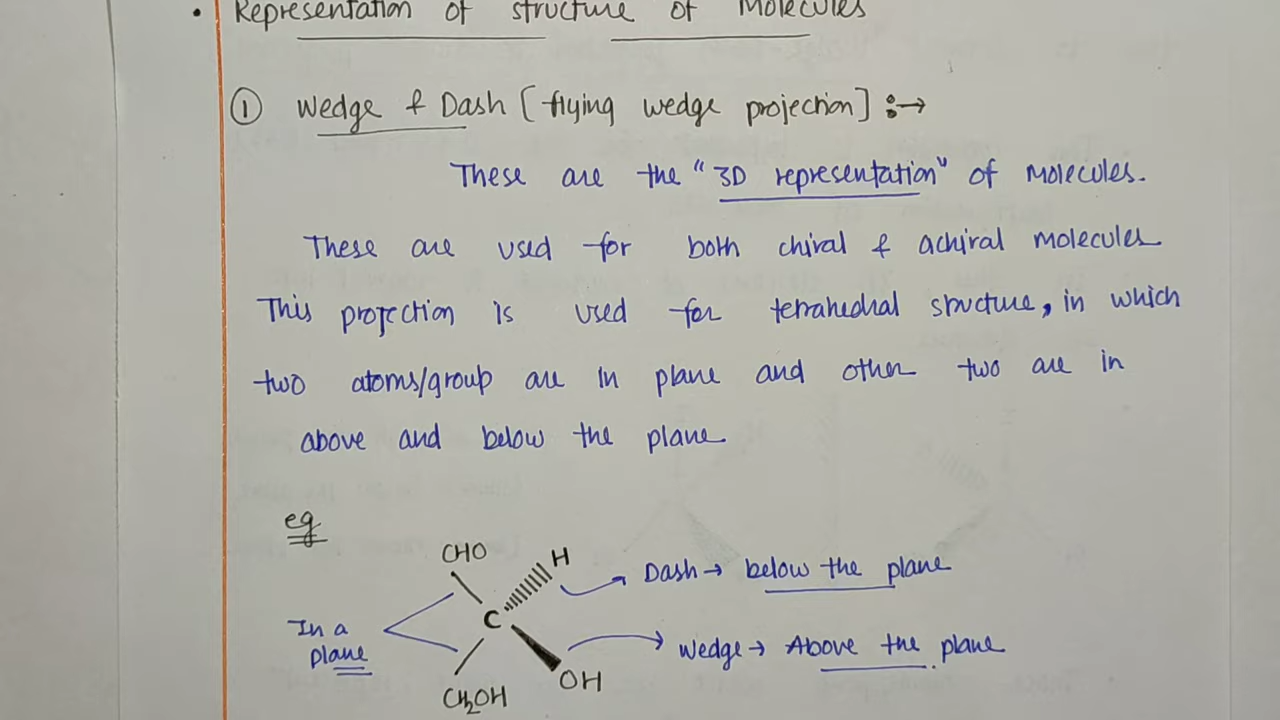 • Representation of structure of Molecules
① Wedge & Dash [flying wedge projection] :→
These are the "3D representation" of Molecules.
These are used for both chiral & achiral molecules
This projection is used for tetrahedral structure, in which
two atoms/group are in plane and other two are in
above and below the plane.
eg
CHO
H
Dash → below the plane
C
In a
plane
Wedge → Above the plane
OH
CH₂OH